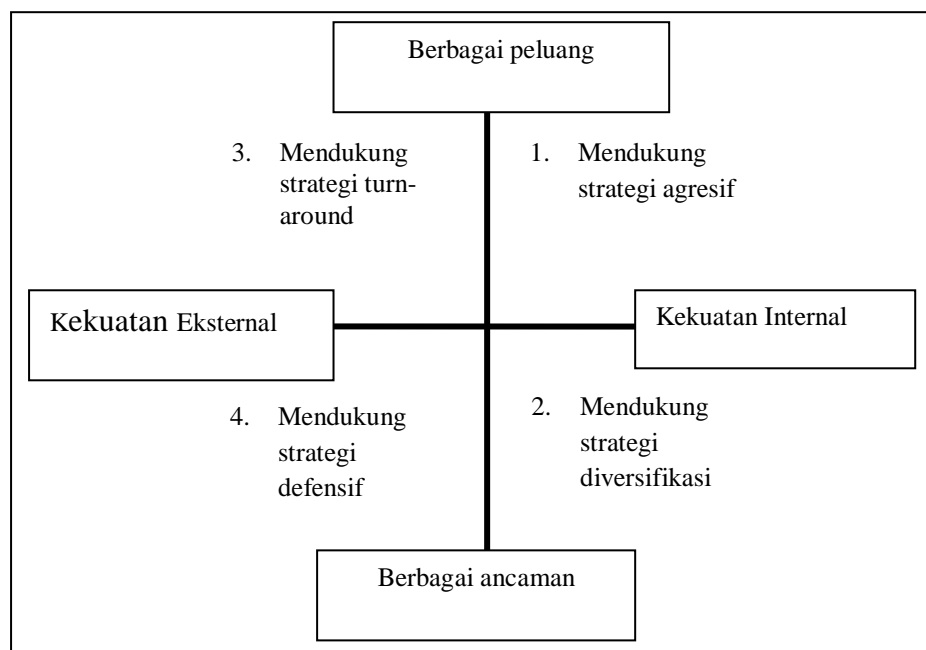 Berbagai peluang
3. Mendukung
strategi turn-
around
1. Mendukung
strategi agresif
Kekuatan Eksternal
Kekuatan Internal
4. Mendukung
strategi
defensif
2. Mendukung
strategi
diversifikasi
Berbagai ancaman